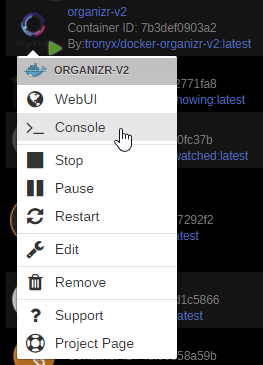 organizr-v2
Container ID: 7b3def0903a2
By:tronyx/docker-organizr-v2:latest
ORGANIZR-V2
WebUI
2771fa8
howing:latest
Console
0fc37b
watched:latest
Stop
Pause
Restart
7292f2
atest
Edit
Remove
d1c5866
:latest
Support
Project Page
58a59b